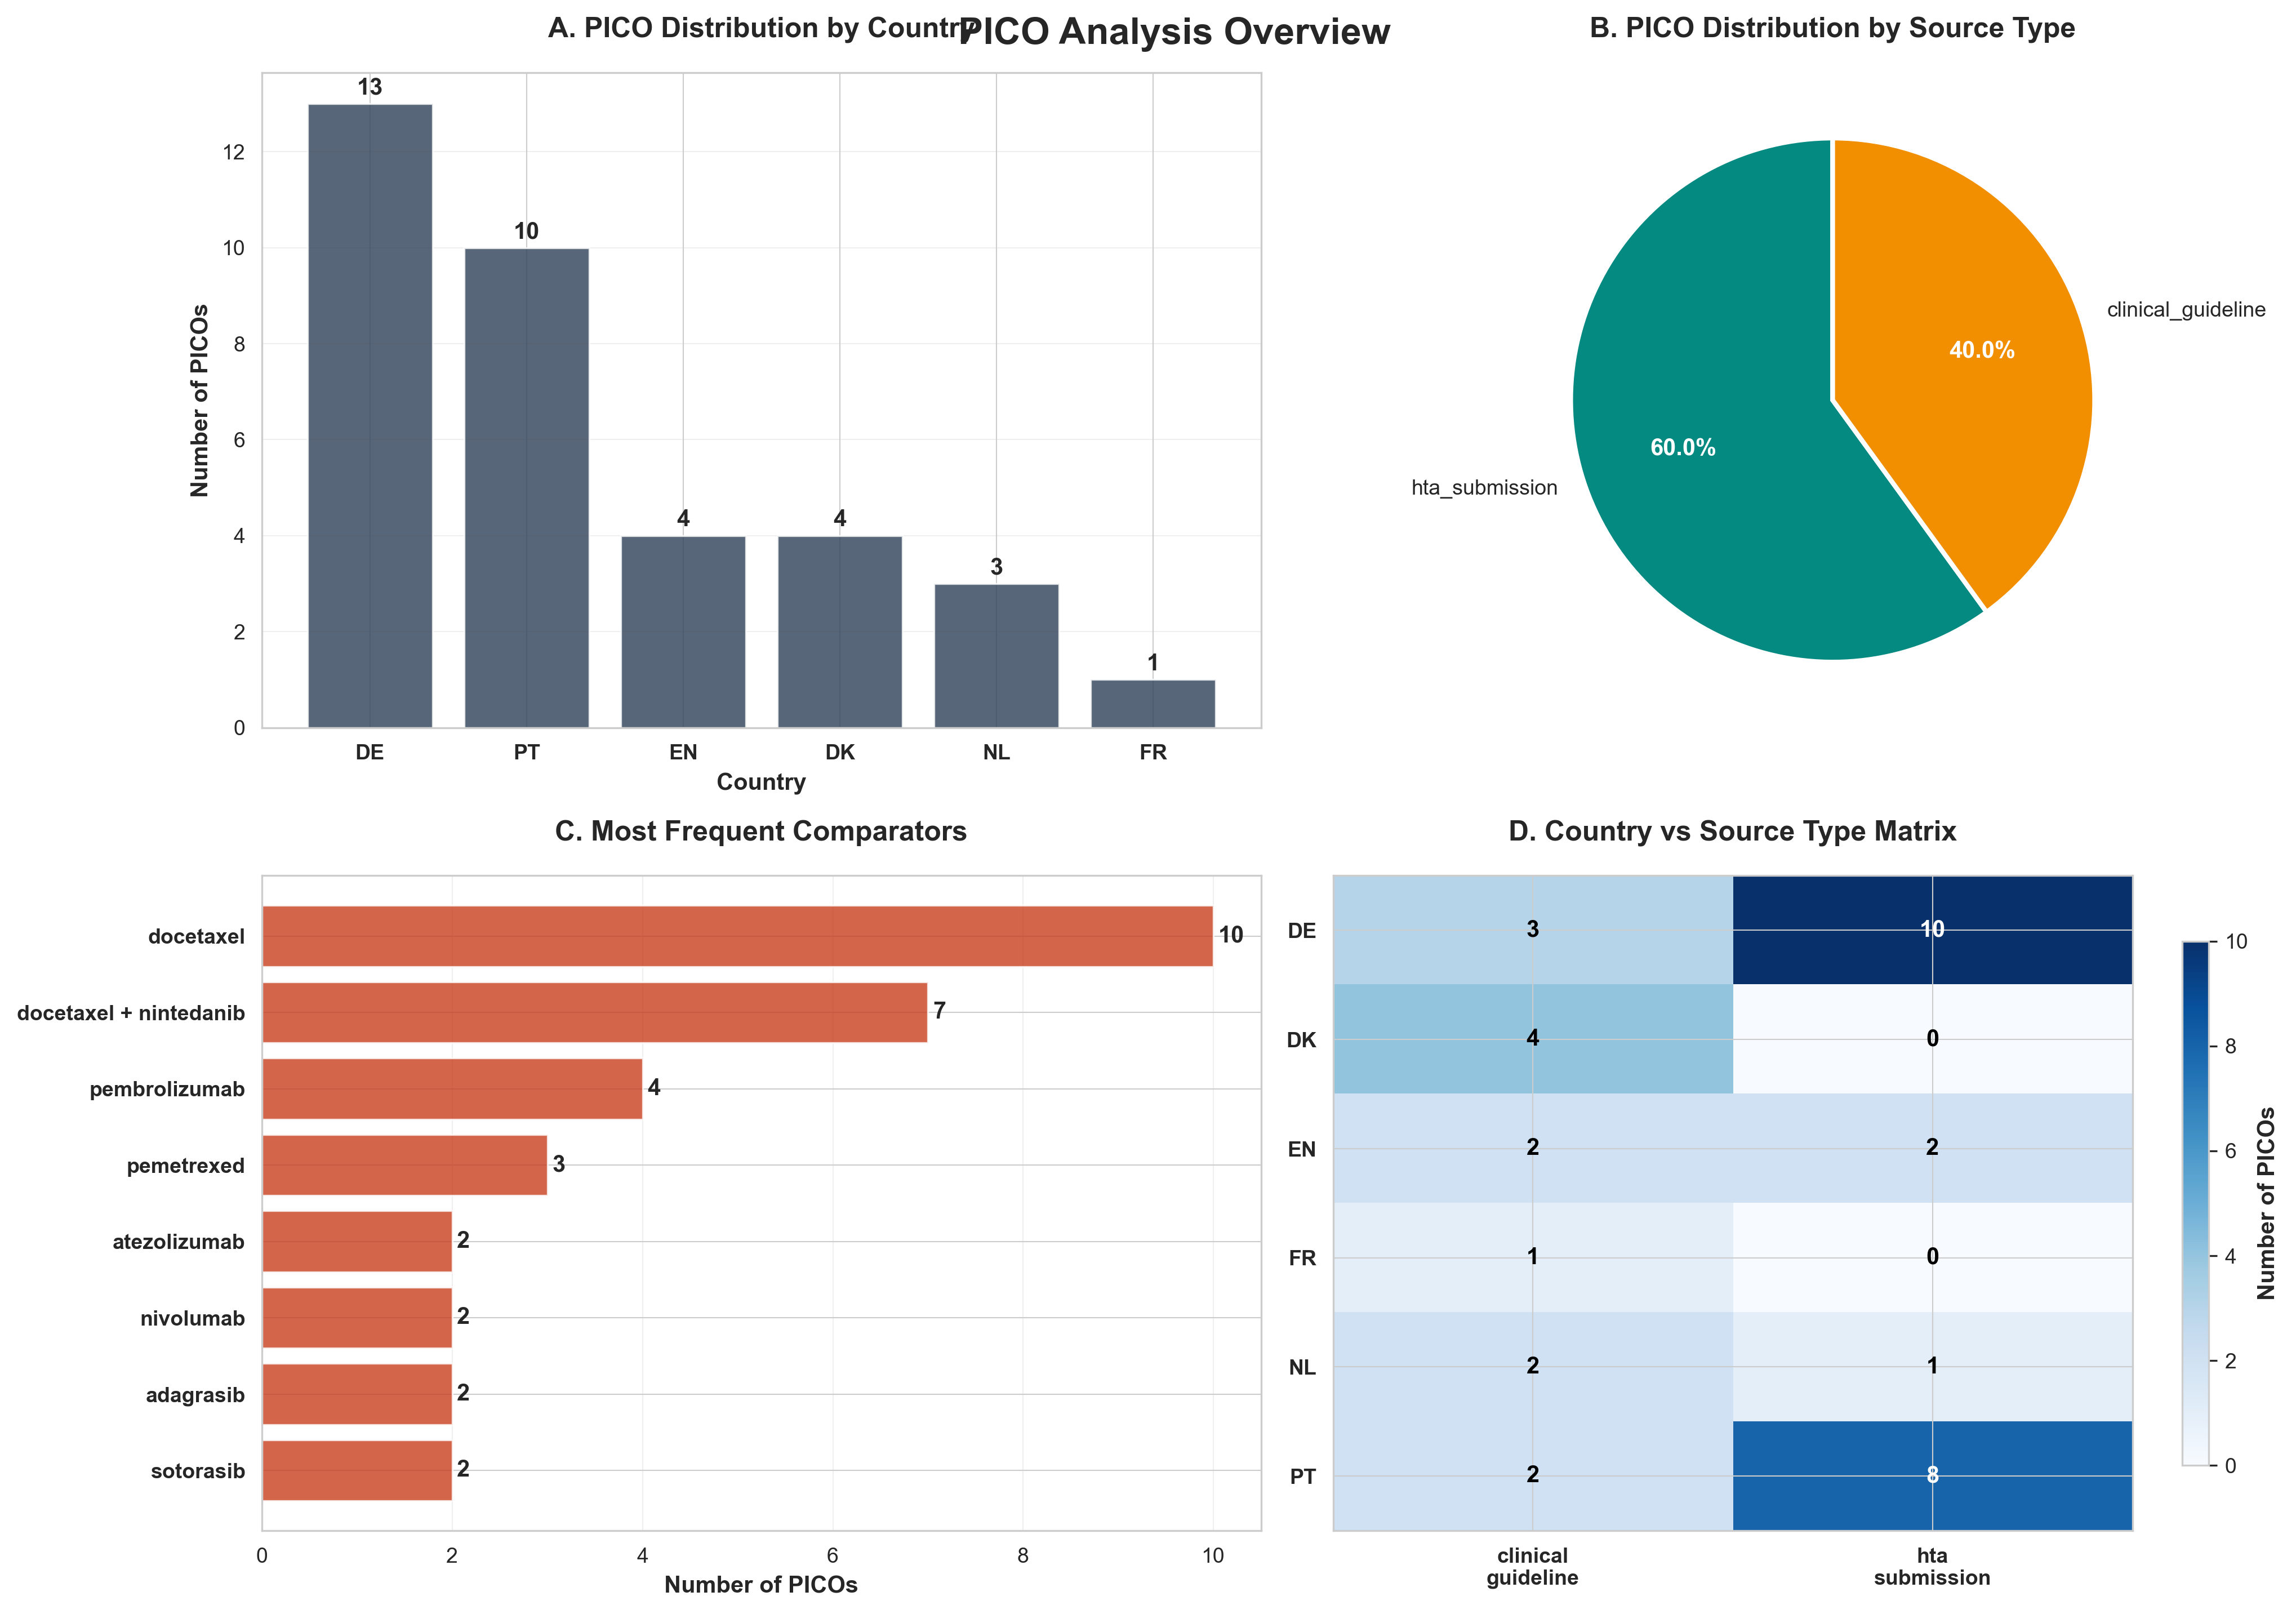 PICO Analysis Overview
A. PICO Distribution by Country
13
10
4
4
3
1
12
10
8
6
4
2
0
Number of PICOs
DE
PT
EN
DK
NL
FR
Country
B. PICO Distribution by Source Type
clinical_guideline
40.0%
60.0%
hta_submission
C. Most Frequent Comparators
docetaxel
10
docetaxel + nintedanib
7
pembrolizumab
4
pemetrexed
3
atezolizumab
2
nivolumab
2
adagrasib
2
sotorasib
2
0
2
4
6
8
10
Number of PICOs
D. Country vs Source Type Matrix
DE
3
10
DK
4
0
EN
2
2
FR
1
0
NL
2
1
PT
2
8
clinical
guideline
hta
submission
10
8
6
4
2
0
Number of PICOs